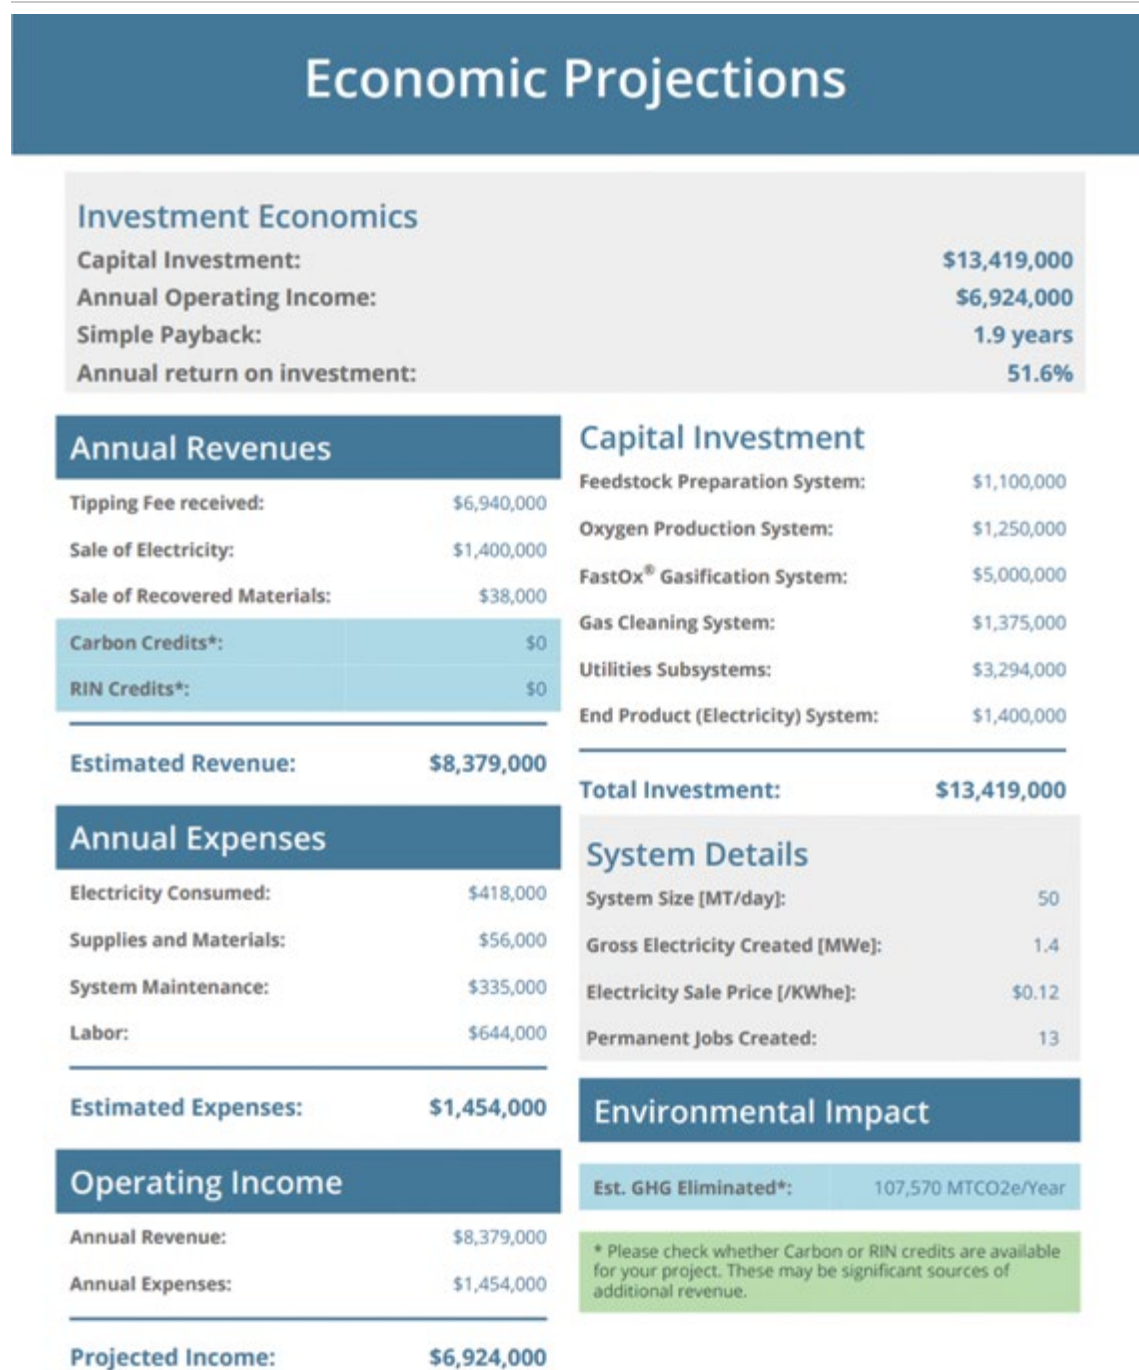 Economic Projections
Investment Economics
Capital Investment: $13,419,000
Annual Operating Income: $6,924,000
Simple Payback: 1.9 years
Annual return on investment: 51.6%
Annual Revenues
Tipping Fee received: $6,940,000
Sale of Electricity: $1,400,000
Sale of Recovered Materials: $38,000
Carbon Credits*: $0
RIN Credits*: $0
Estimated Revenue: $8,379,000
Annual Expenses
Electricity Consumed: $418,000
Supplies and Materials: $56,000
System Maintenance: $335,000
Labor: $644,000
Estimated Expenses: $1,454,000
Operating Income
Annual Revenue: $8,379,000
Annual Expenses: $1,454,000
Projected Income: $6,924,000
Capital Investment
Feedstock Preparation System: $1,100,000
Oxygen Production System: $1,250,000
FastOx® Gasification System: $5,000,000
Gas Cleaning System: $1,375,000
Utilities Subsystems: $3,294,000
End Product (Electricity) System: $1,400,000
Total Investment: $13,419,000
System Details
System Size [MT/day]: 50
Gross Electricity Created [MWe]: 1.4
Electricity Sale Price [/KWhe]: $0.12
Permanent Jobs Created: 13
Environmental Impact
Est. GHG Eliminated*: 107,570 MTCO2e/Year
* Please check whether Carbon or RIN credits are available
for your project. These may be significant sources of
additional revenue.